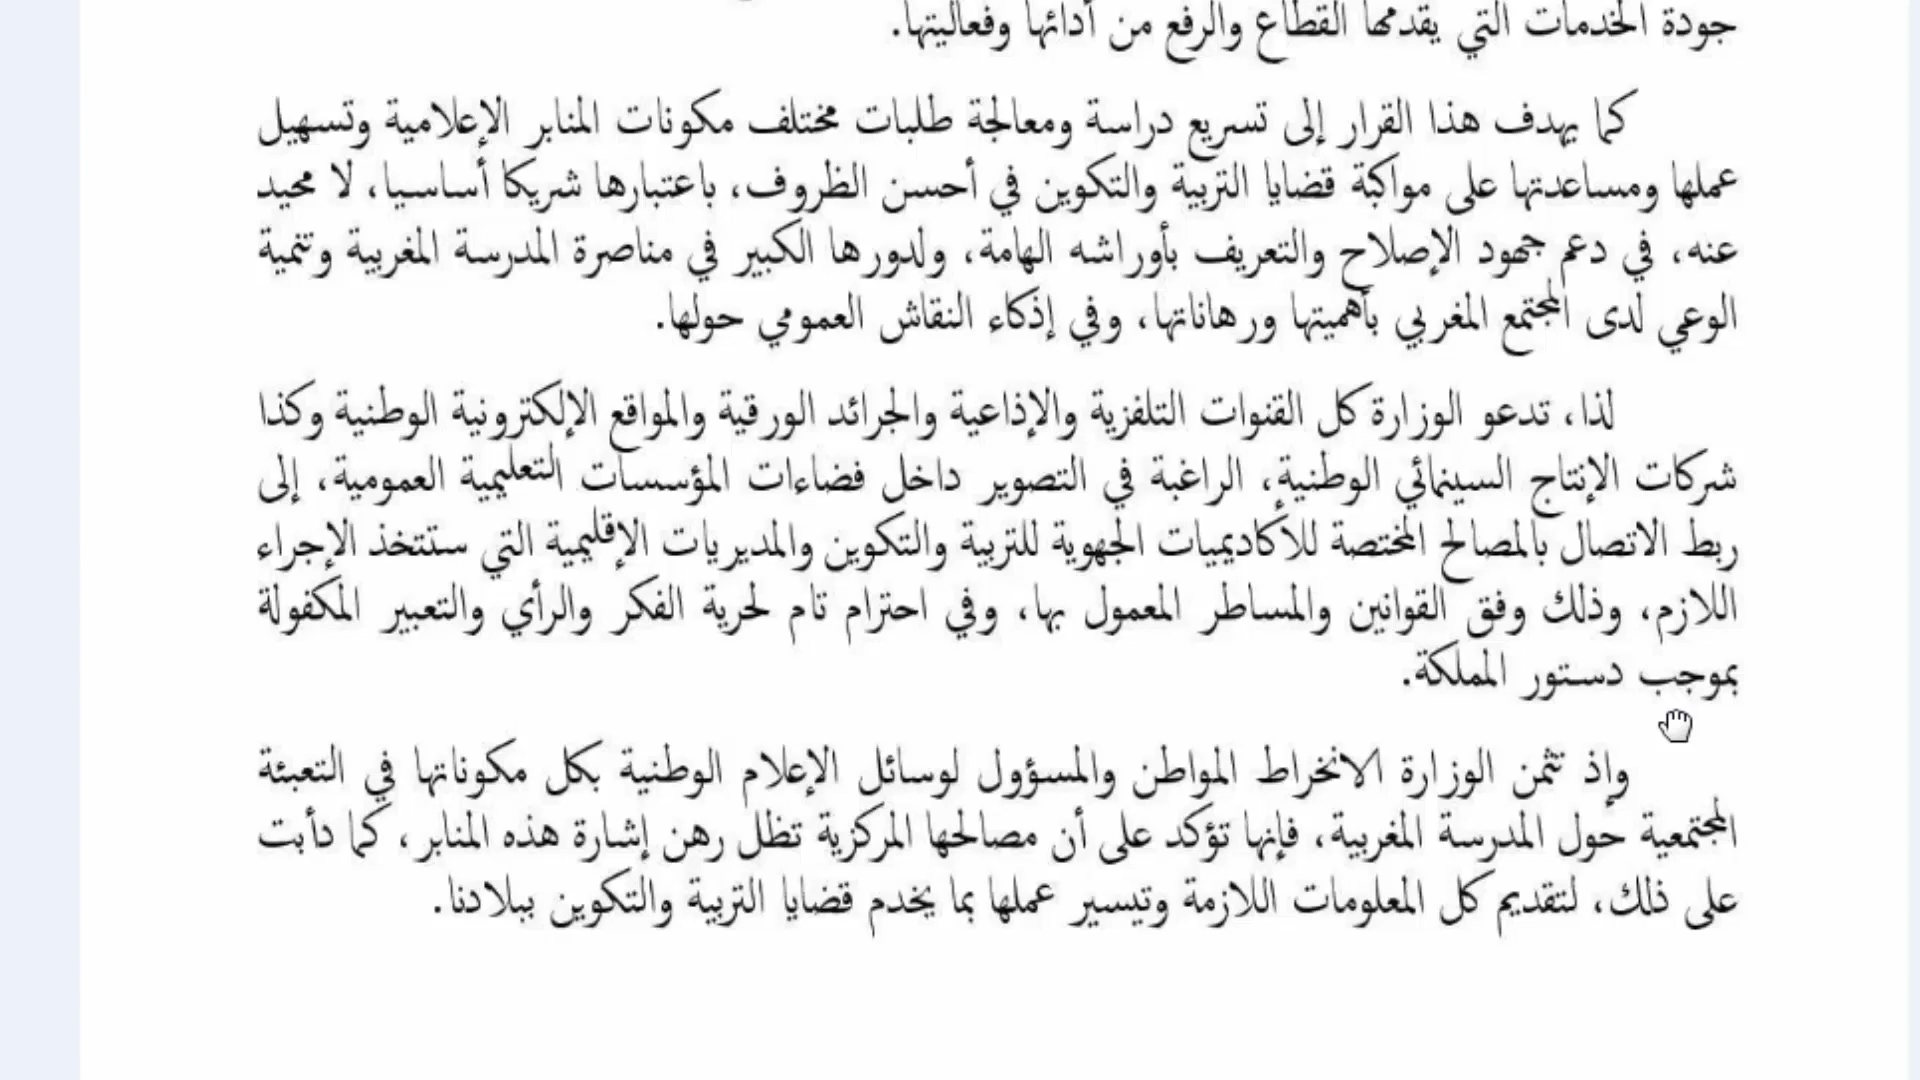 جودة الخدمات التي يقدمها القطاع والرفع من أدائها وفعاليتها.
كما يهدف هذا القرار إلى تسريع دراسة ومعالجة طلبات مختلف مكونات المنابر الإعلامية وتسهيل
عملها ومساعدتها على مواكبة قضايا التربية والتكوين في أحسن الظروف، باعتبارها شريكا أساسيا، لا محيد
عنه، في دعم جهود الإصلاح والتعريف بأوراشه الهامة، ولدورها الكبير في مناصرة المدرسة المغربية وتنمية
الوعي لدى المجتمع المغربي بأهميتها ورهاناتها، وفي إذكاء النقاش العمومي حولها.
لذا، تدعو الوزارة كل القنوات التلفزية والإذاعية والجرائد الورقية والمواقع الإلكترونية الوطنية وكذا
شركات الإنتاج السينمائي الوطنية، الراغبة في التصوير داخل فضاءات المؤسسات التعليمية العمومية، إلى
ربط الاتصال بالمصالح المختصة للأكاديميات الجهوية للتربية والتكوين والمديريات الإقليمية التي ستتخذ الإجراء
اللازم، وذلك وفق القوانين والمساطر المعمول بها، وفي احترام تام لحرية الفكر والرأي والتعبير المكفولة
بموجب دستور المملكة.
وإذ تثمن الوزارة الانخراط المواطن والمسؤول لوسائل الإعلام الوطنية بكل مكوناتها في التعبئة
المجتمعية حول المدرسة المغربية، فإنها تؤكد على أن مصالحها المركزية تظل رهن إشارة هذه المنابر، كما دأبت
على ذلك، لتقديم كل المعلومات اللازمة وتيسير عملها بما يخدم قضايا التربية والتكوين ببلادنا.